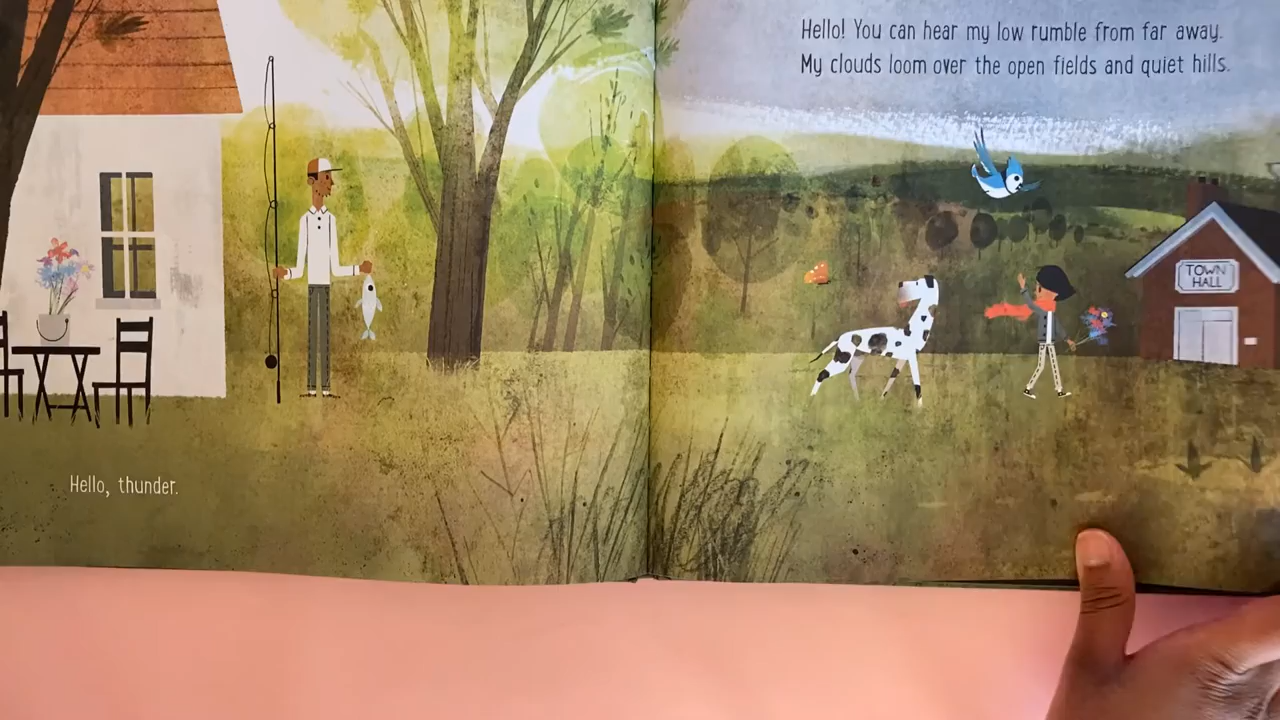 Hello, thunder.
Hello! You can hear my low rumble from far away.
My clouds loom over the open fields and quiet hills.
TOWN
HALL